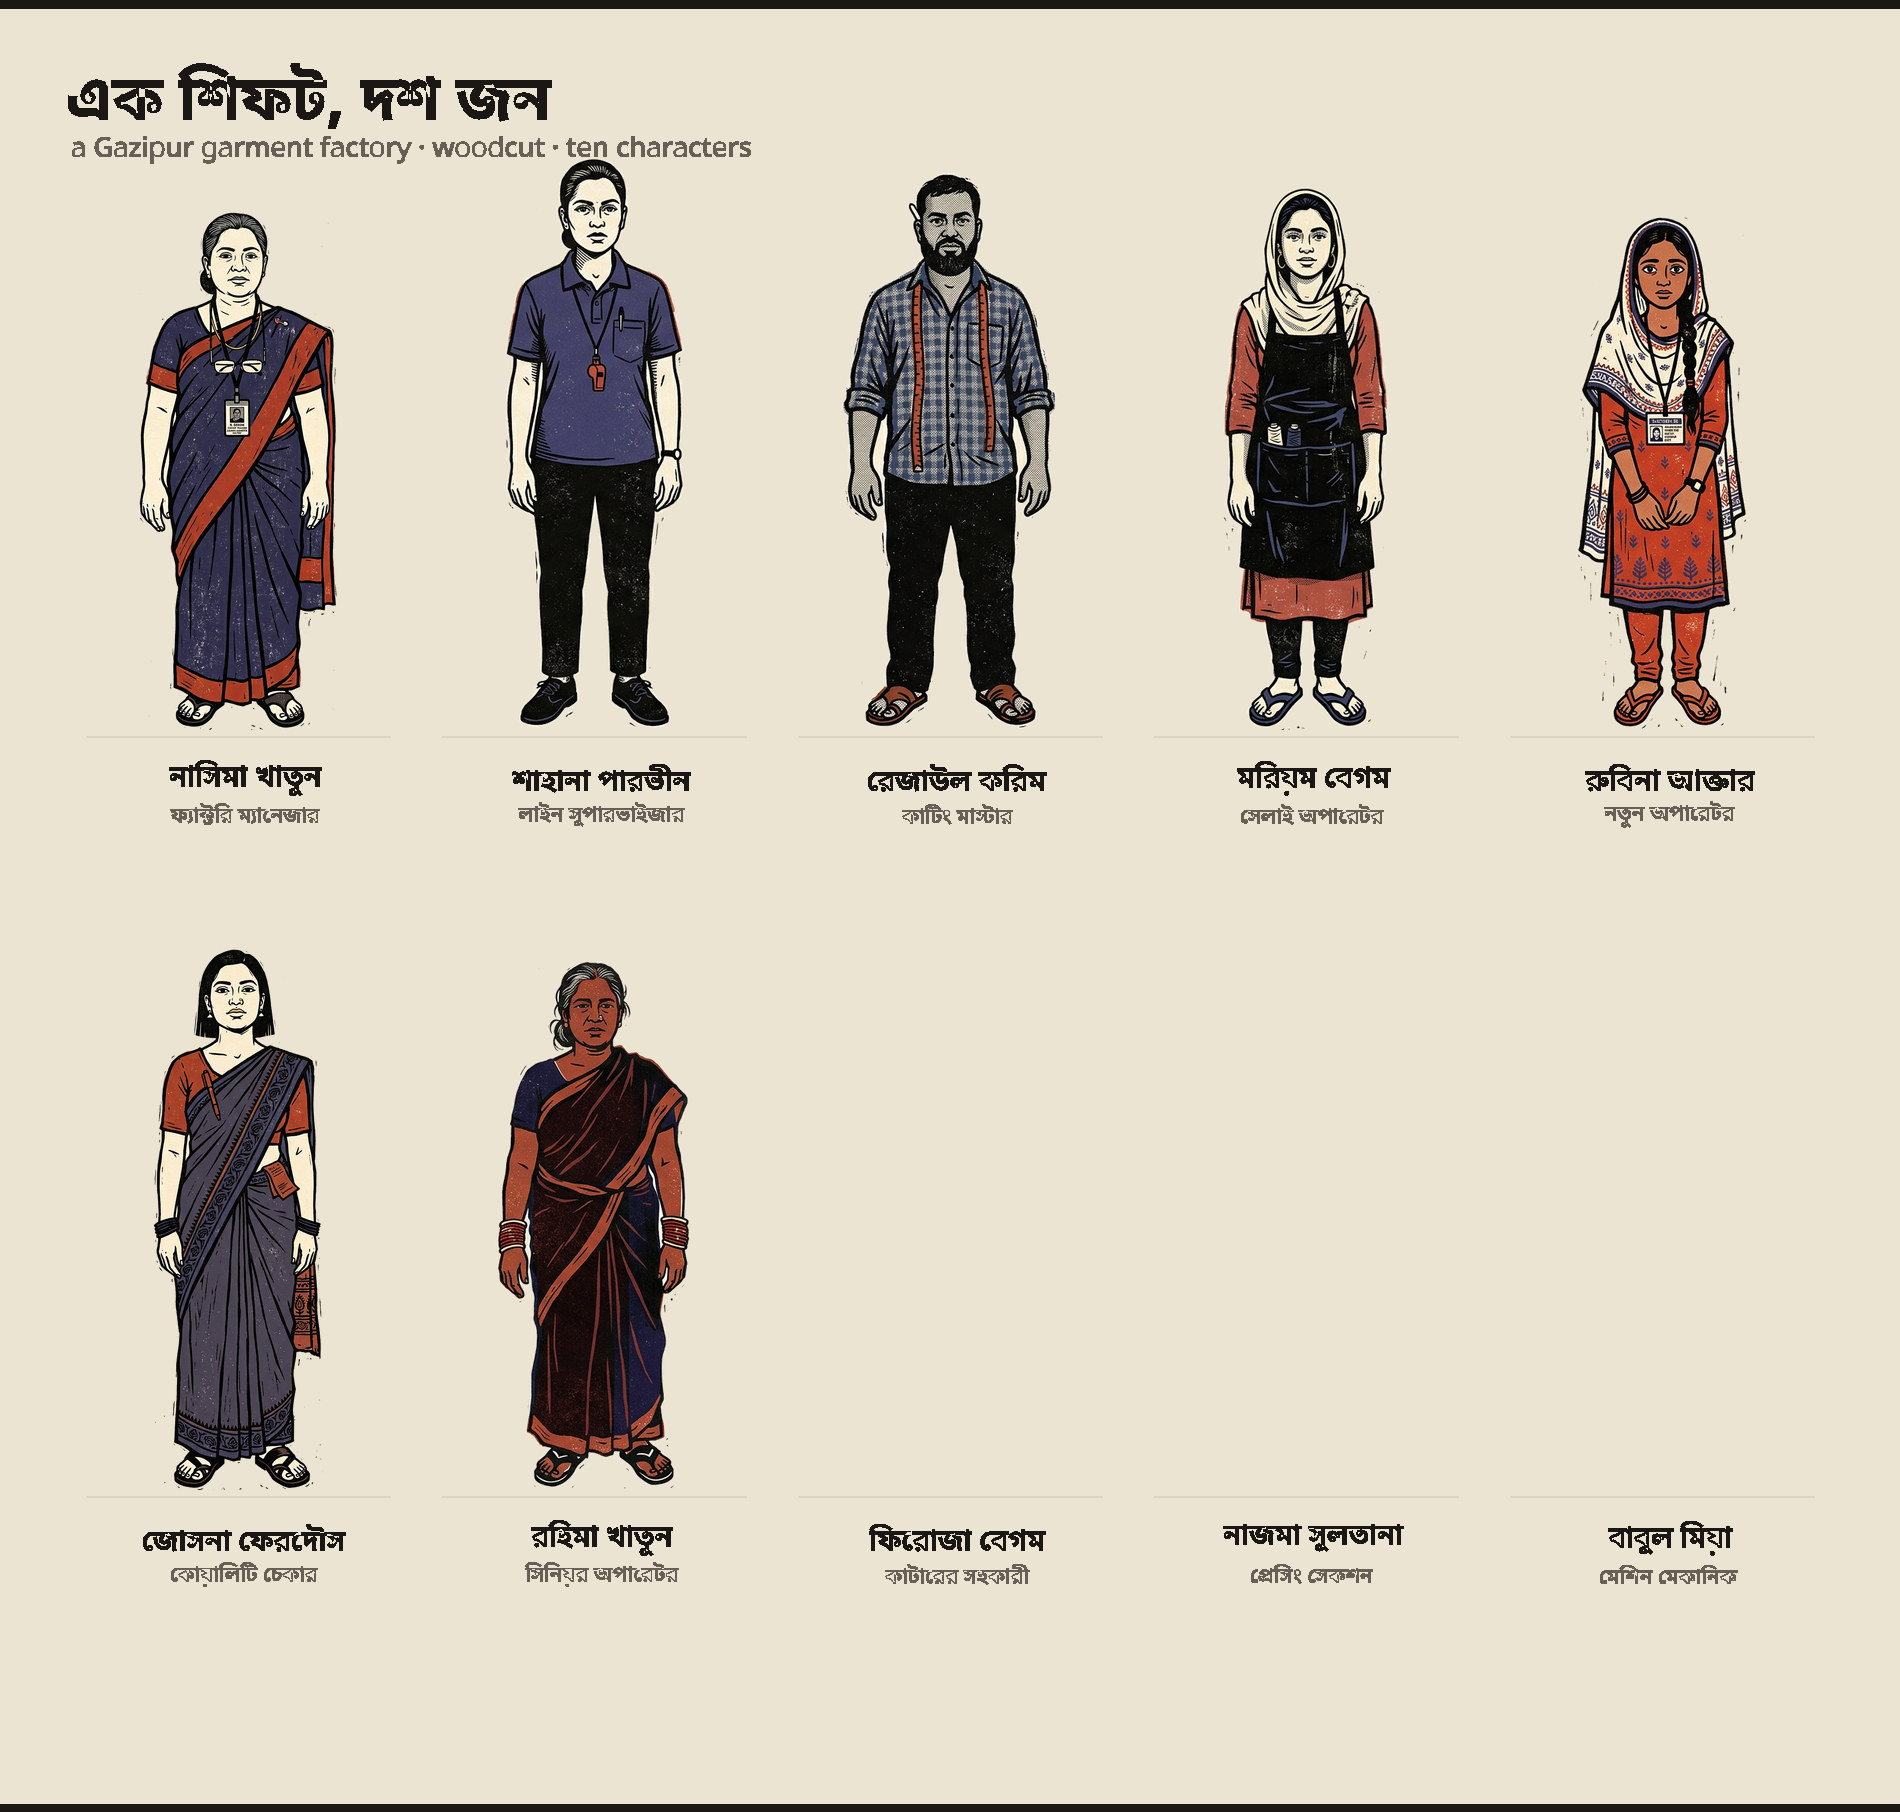 এক শিফট, দশ জন
a Gazipur garment factory · woodcut · ten characters
নাসিমা খাতুন
ফ্যাক্টরি ম্যানেজার
শাহানা পারভীন
লাইন সুপারভাইজার
রেজাউল করিম
কাটিং মাস্টার
মরিয়ম বেগম
সেলাই অপারেটর
রুবিনা আক্তার
নতুন অপারেটর
জোসনা ফেরদৌস
কোয়ালিটি চেকার
রহিমা খাতুন
সিনিয়র অপারেটর
ফিরোজা বেগম
কাটারের সহকারী
নাজমা সুলতানা
প্রেসিং সেকশন
বাবুল মিয়া
মেশিন মেকানিক